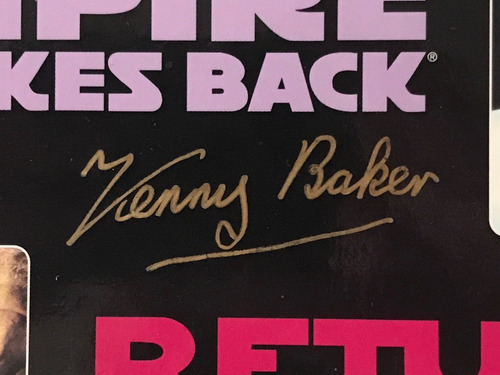 MPIRE
KES BACK®
Kenny Baker
RETU